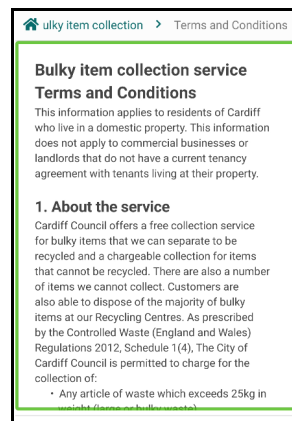 ulky item collection > Terms and Conditions
Bulky item collection service
Terms and Conditions
This information applies to residents of Cardiff
who live in a domestic property. This information
does not apply to commercial businesses or
landlords that do not have a current tenancy
agreement with tenants living at their property.
1. About the service
Cardiff Council offers a free collection service
for bulky items that we can separate to be
recycled and a chargeable collection for items
that cannot be recycled. There are also a number
of items we cannot collect. Customers are
also able to dispose of the majority of bulky
items at our Recycling Centres. As prescribed
by the Controlled Waste (England and Wales)
Regulations 2012, Schedule 1(4), The City of
Cardiff Council is permitted to charge for the
collection of:
• Any article of waste which exceeds 25kg in
weight (large or bulky waste)